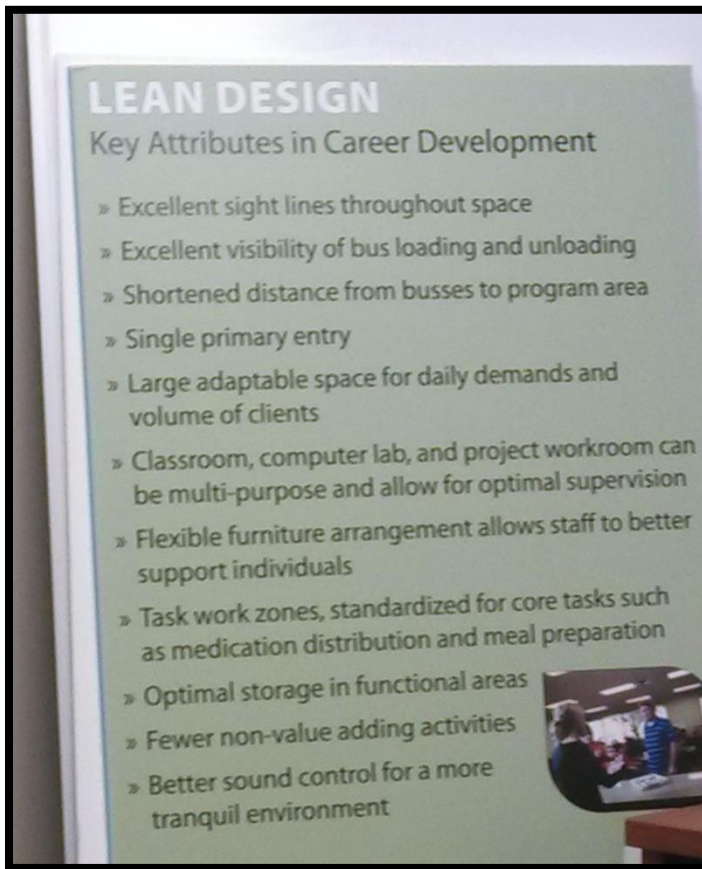 LEAN DESIGN
Key Attributes in Career Development
» Excellent sight lines throughout space
» Excellent visibility of bus loading and unloading
» Shortened distance from busses to program area
» Single primary entry
» Large adaptable space for daily demands and
volume of clients
» Classroom, computer lab, and project workroom can
be multi-purpose and allow for optimal supervision
» Flexible furniture arrangement allows staff to better
support individuals
» Task work zones, standardized for core tasks such
as medication distribution and meal preparation
» Optimal storage in functional areas
» Fewer non-value adding activities
» Better sound control for a more
tranquil environment